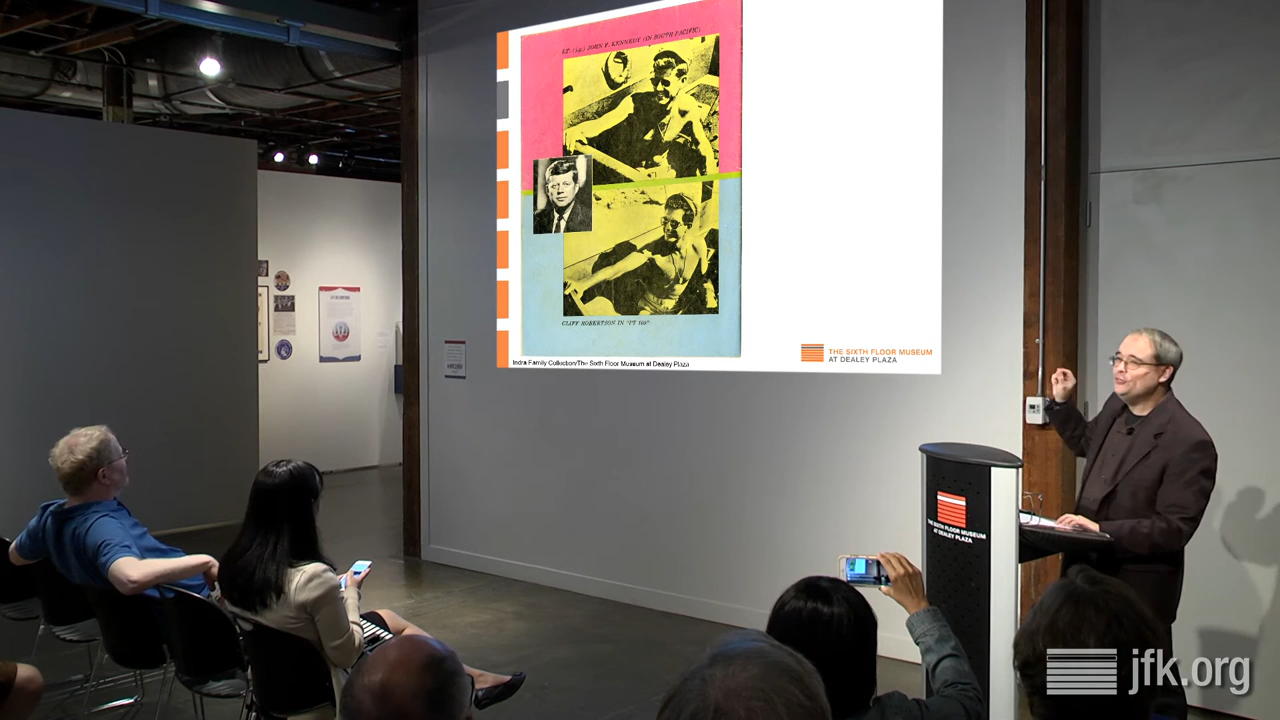 LT. (j.g.) JOHN F. KENNEDY (IN SOUTH PACIFIC)
CLIFF ROBERTSON IN "PT 109"
Indra Family Collection/The Sixth Floor Museum at Dealey Plaza
THE SIXTH FLOOR MUSEUM
AT DEALEY PLAZA
THE SIXTH FLOOR MUSEUM
AT DEALEY PLAZA
jfk.org